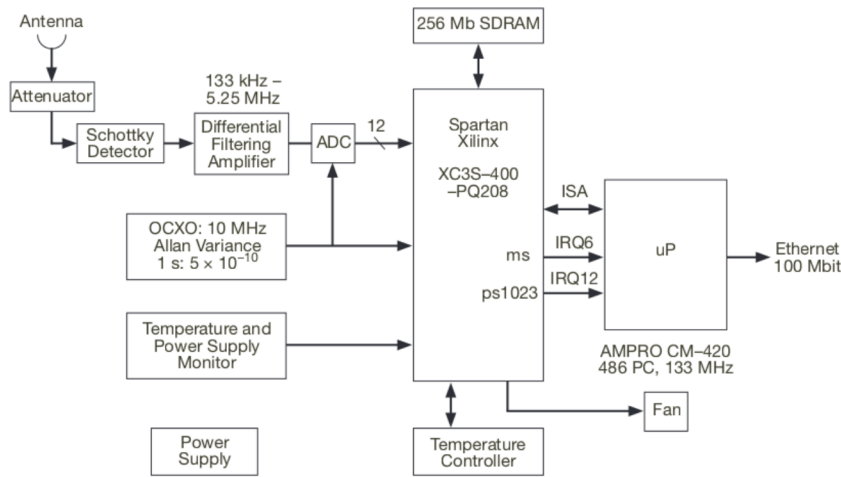 Antenna
256 Mb SDRAM
Attenuator
133 kHz –
5.25 MHz
Schottky
Detector
Differential
Filtering
Amplifier
ADC
12
Spartan
Xilinx
XC3S–400
–PQ208
ISA
OCXO: 10 MHz
Allan Variance
1 s: 5 × 10⁻¹⁰
ms
IRQ6
uP
Ethernet
100 Mbit
ps1023
IRQ12
Temperature and
Power Supply
Monitor
AMPRO CM–420
486 PC, 133 MHz
Fan
Power
Supply
Temperature
Controller